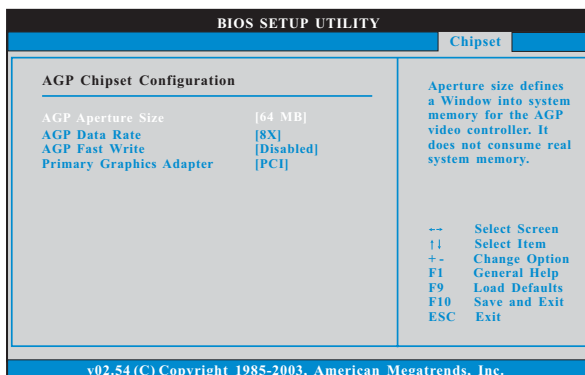 BIOS SETUP UTILITY
Chipset
AGP Chipset Configuration
AGP Aperture Size [64 MB]
AGP Data Rate [8X]
AGP Fast Write [Disabled]
Primary Graphics Adapter [PCI]
Aperture size defines
a Window into system
memory for the AGP
video controller. It
does not consume real
system memory.
←→ Select Screen
↑↓ Select Item
+ - Change Option
F1 General Help
F9 Load Defaults
F10 Save and Exit
ESC Exit
v02.54 (C) Copyright 1985-2003, American Megatrends, Inc.